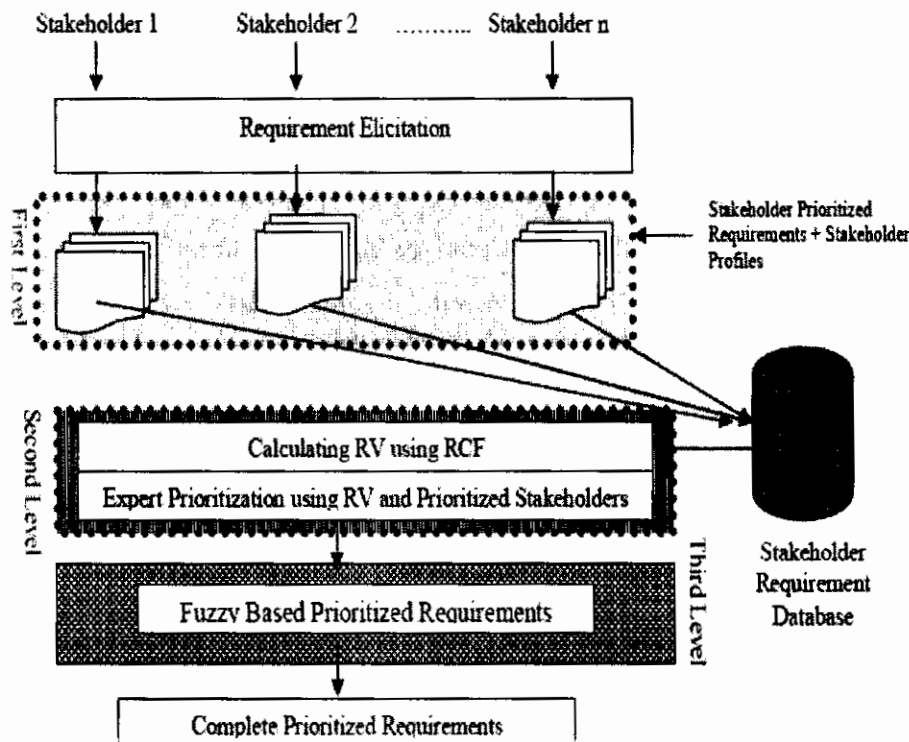 Stakeholder 1 Stakeholder 2 ........... Stakeholder n
Requirement Elicitation
First Level
Stakeholder Prioritized
Requirements + Stakeholder
Profiles
Second Level
Calculating RV using RCF
Expert Prioritization using RV and Prioritized Stakeholders
Third Level
Fuzzy Based Prioritized Requirements
Stakeholder
Requirement
Database
Complete Prioritized Requirements